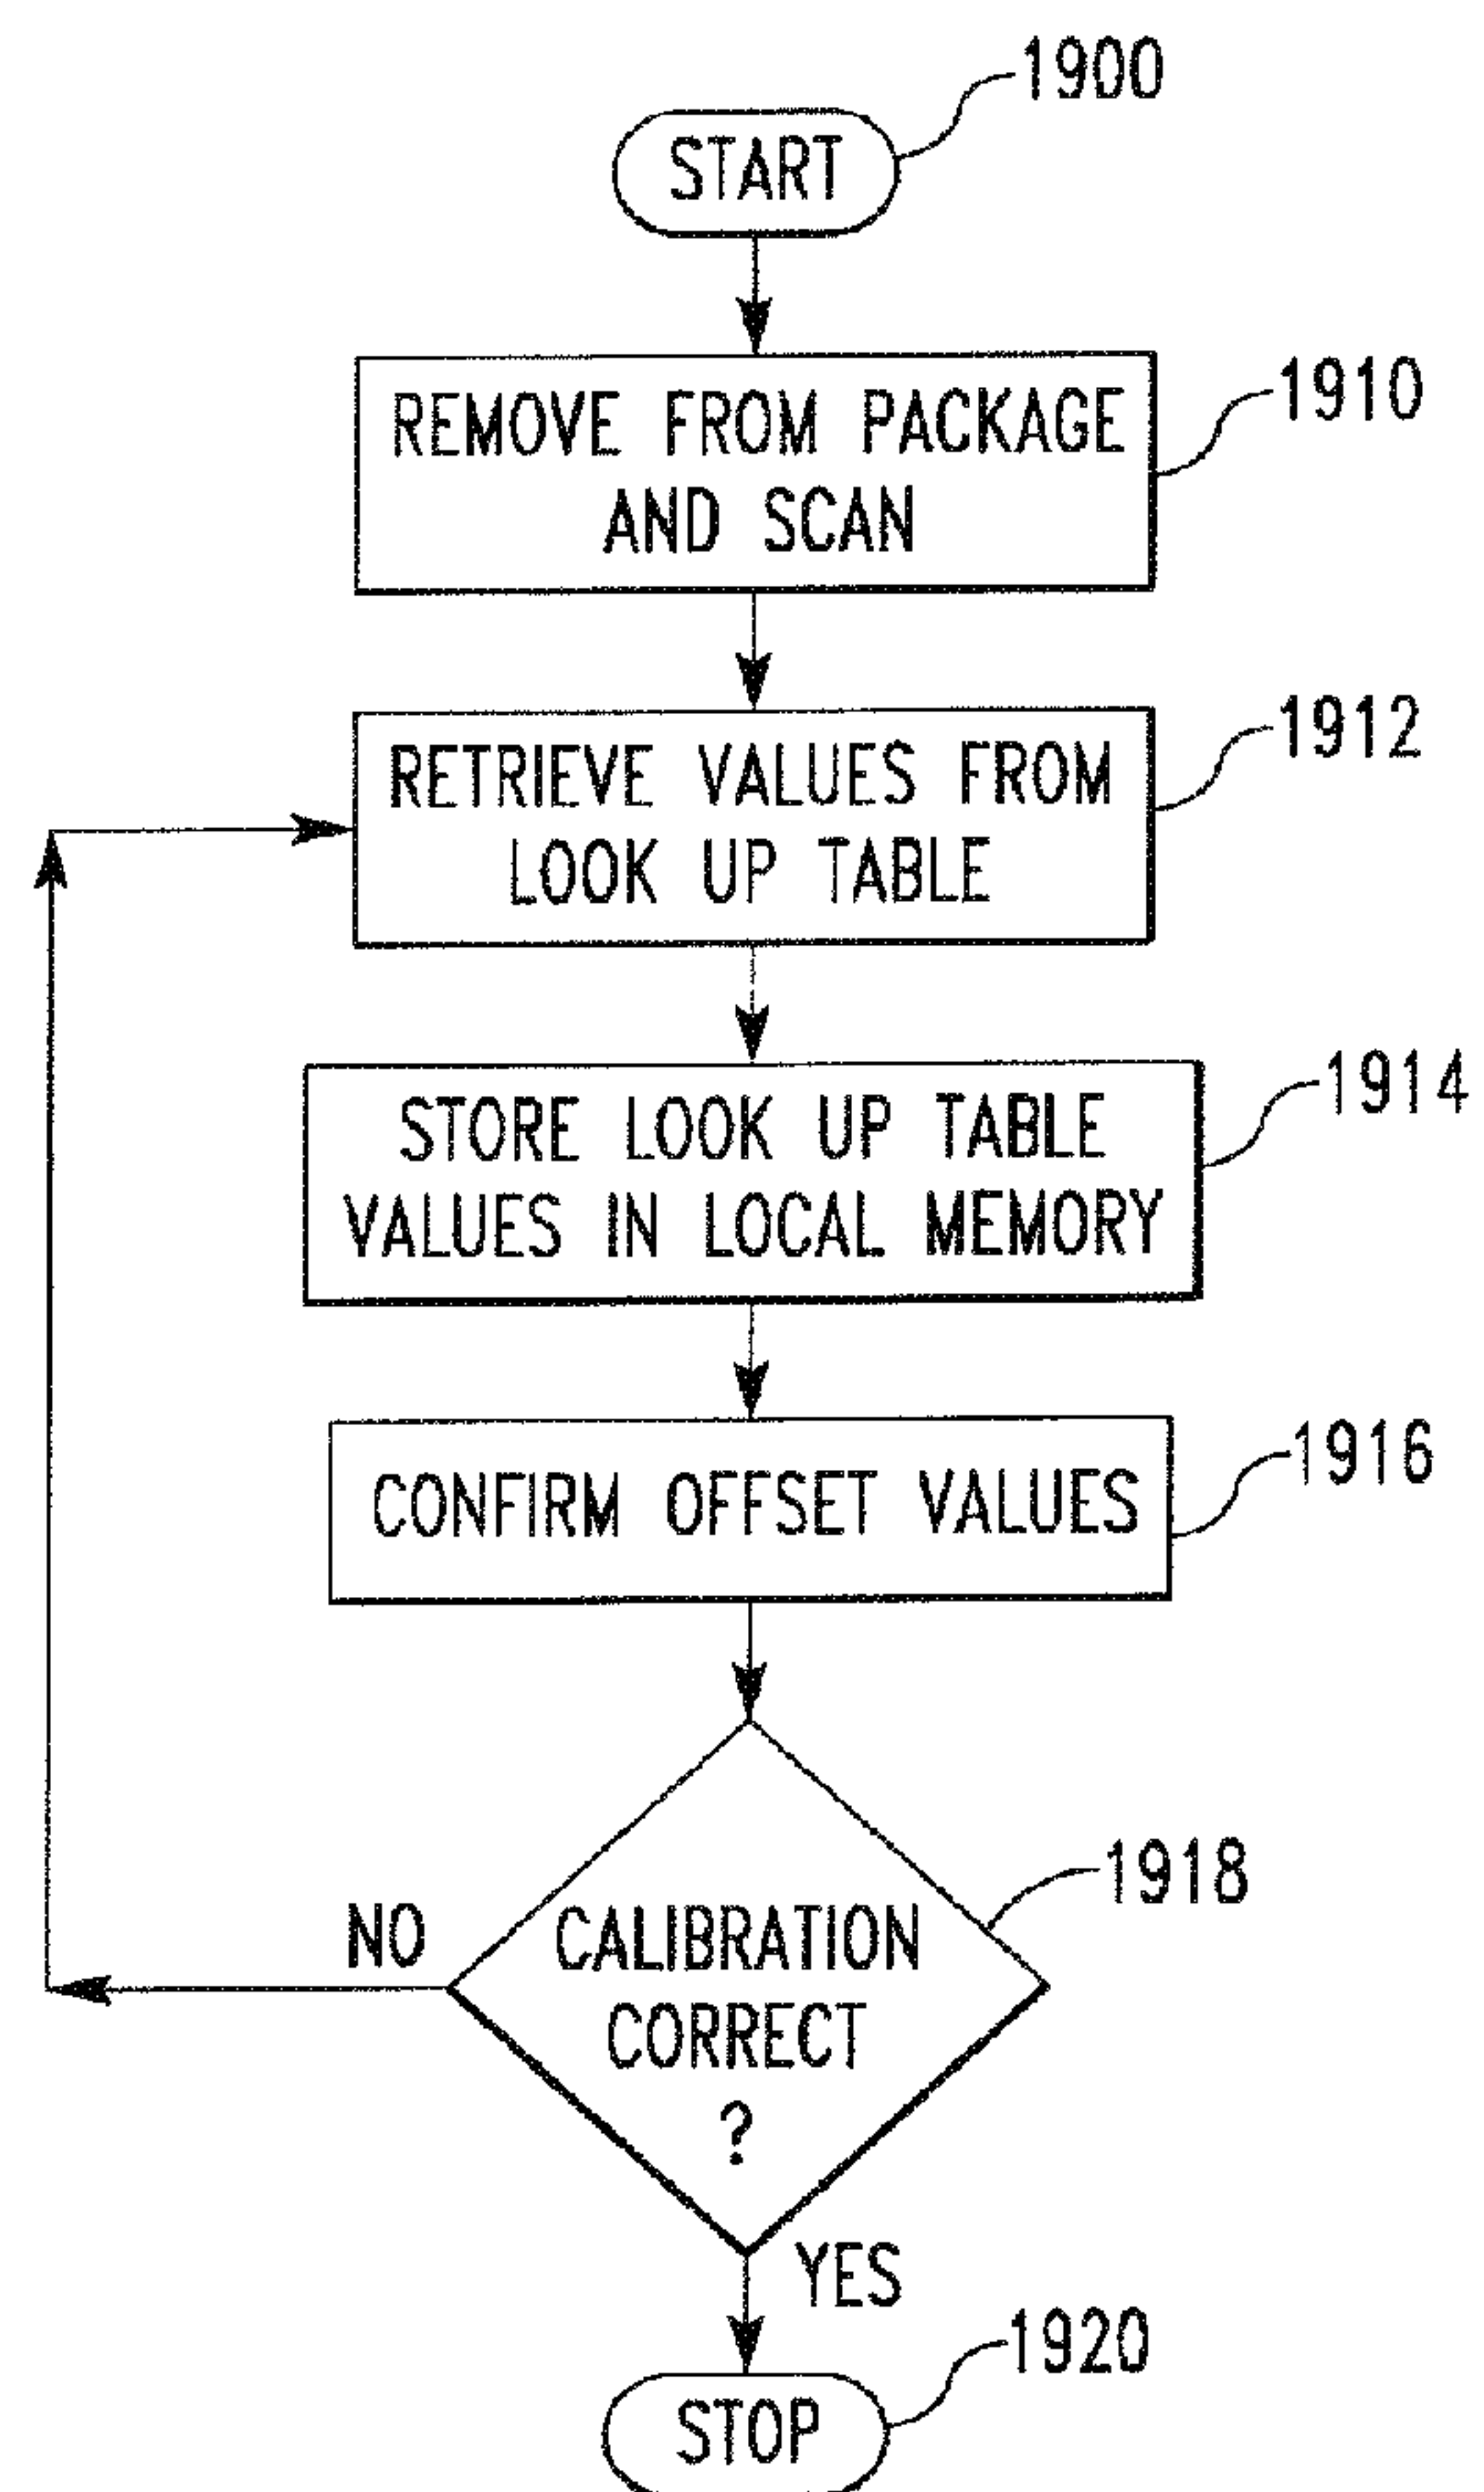 1900
START
1910
REMOVE FROM PACKAGE
AND SCAN
1912
RETRIEVE VALUES FROM
LOOK UP TABLE
1914
STORE LOOK UP TABLE
VALUES IN LOCAL MEMORY
1916
CONFIRM OFFSET VALUES
1918
NO
CALIBRATION
CORRECT
?
YES
1920
STOP